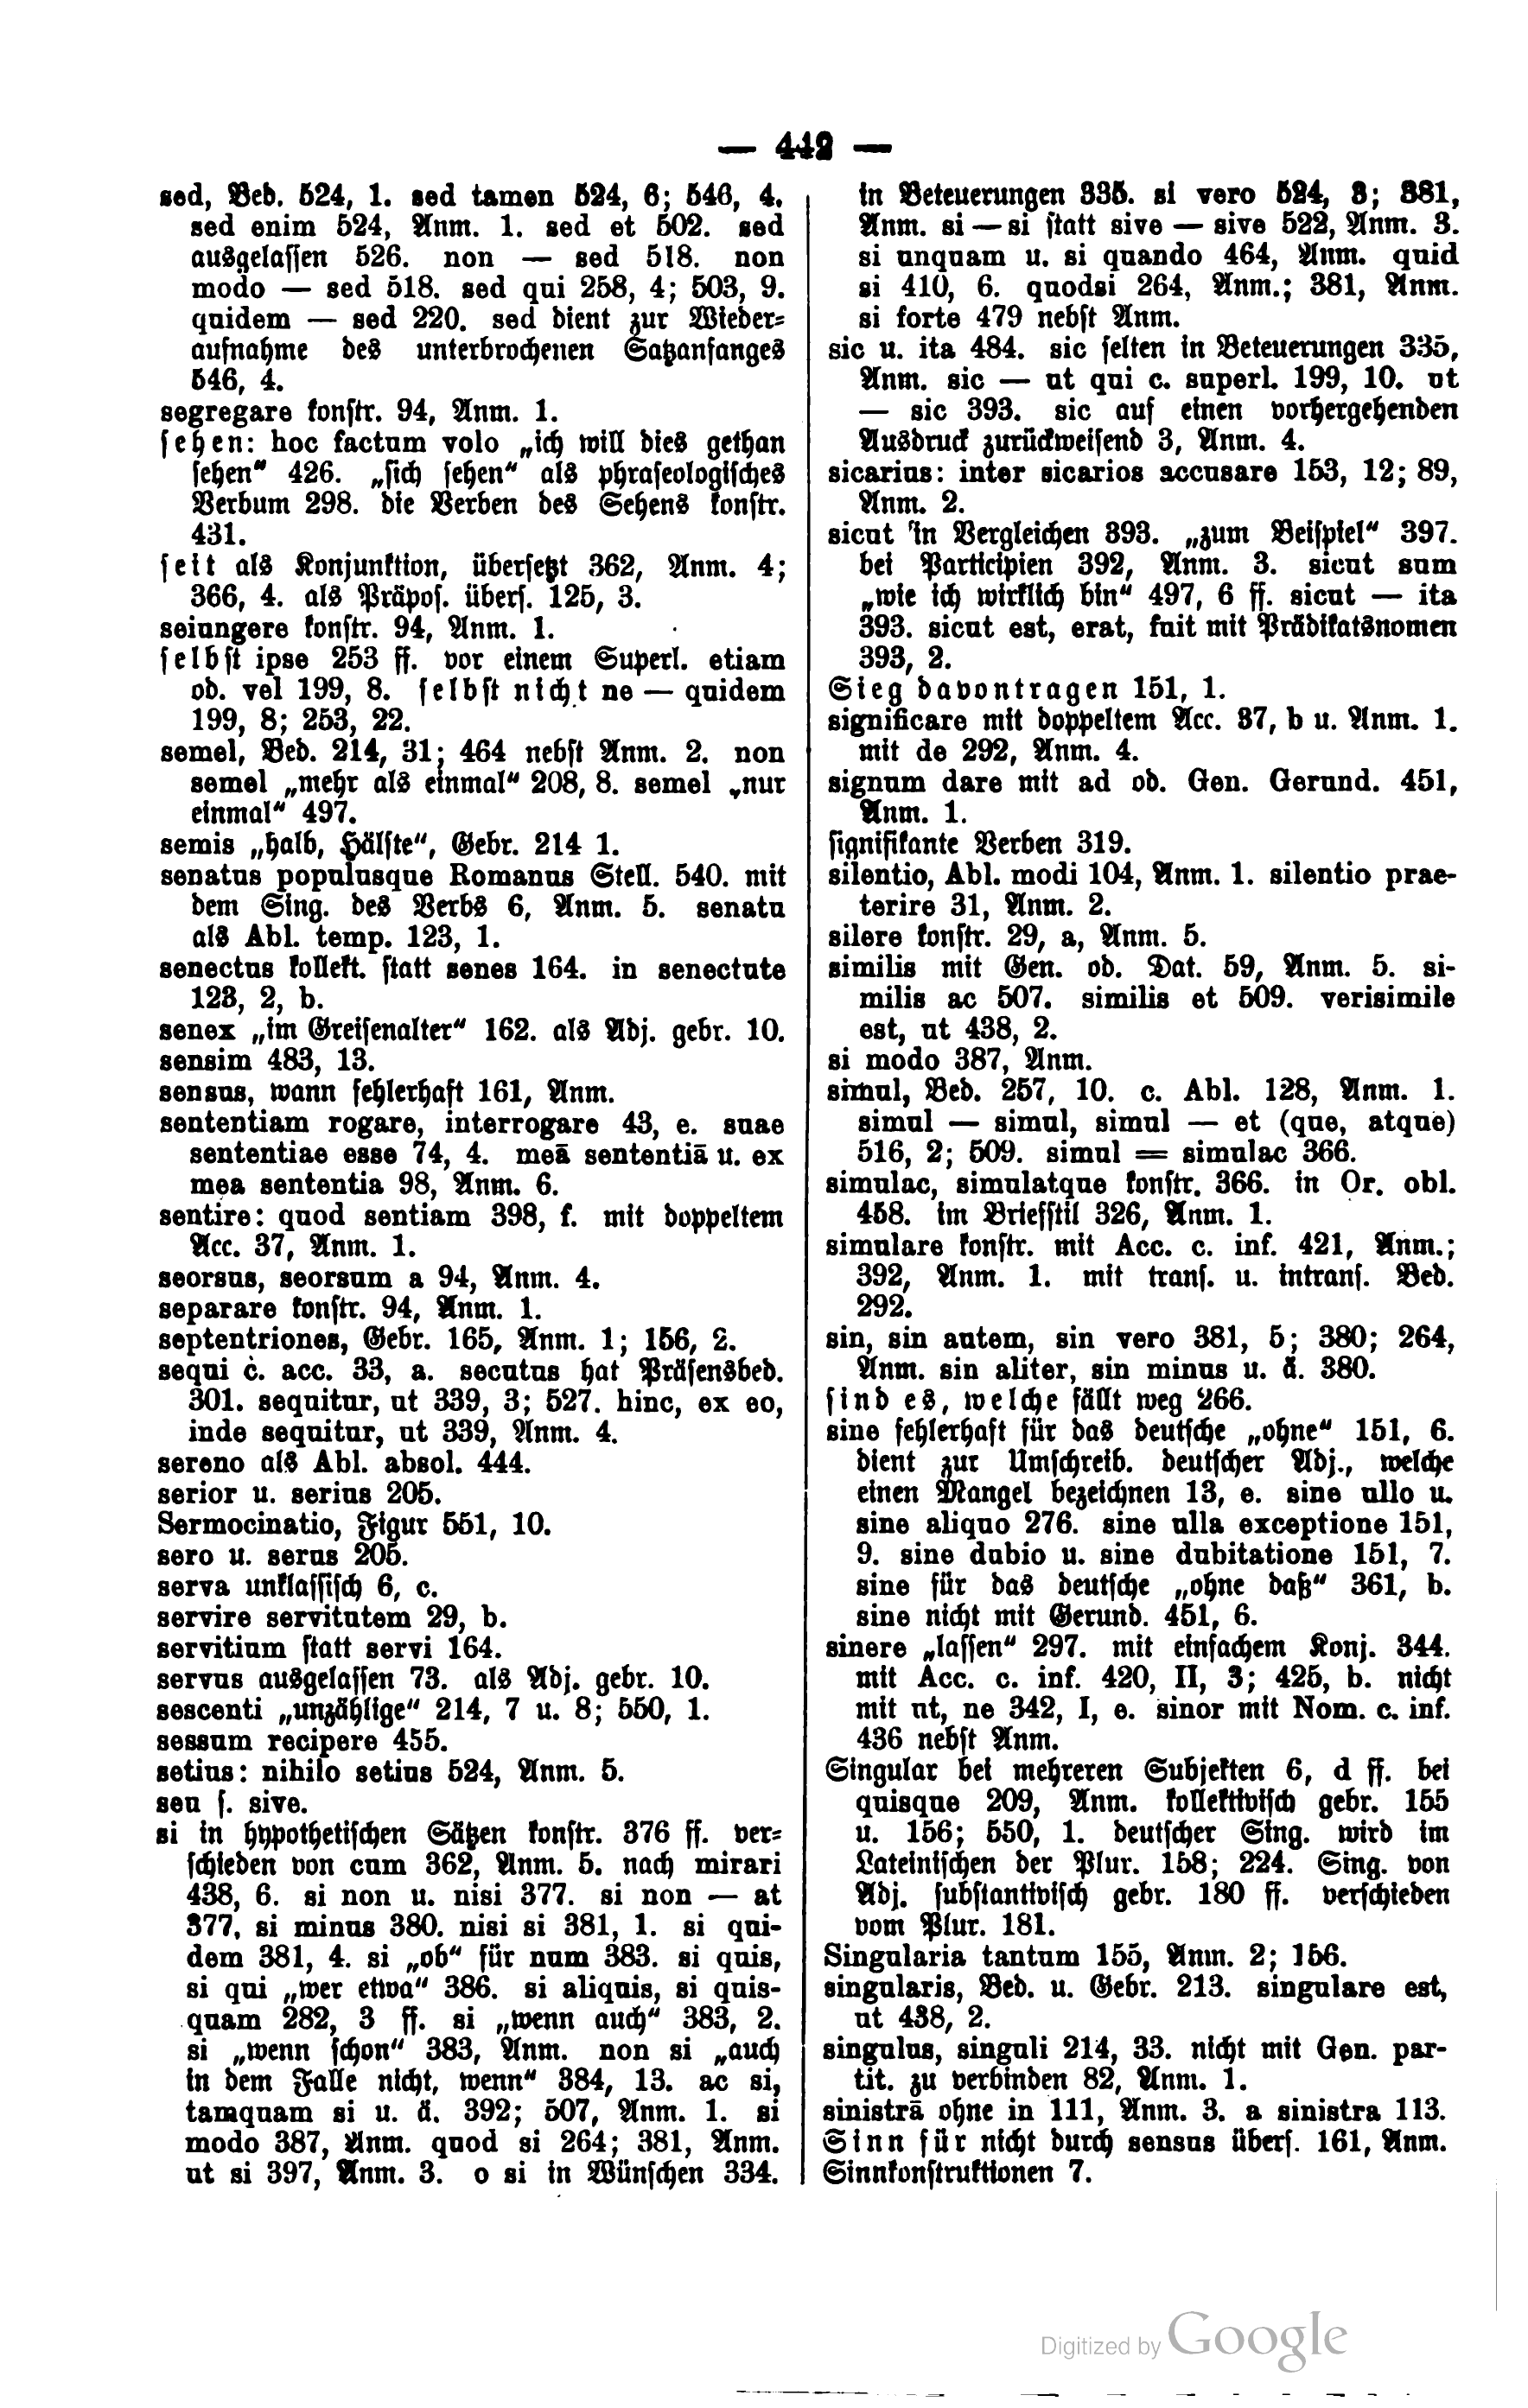 — 442 —
sed, Bed. 524, 1. sed tamen 524, 6; 546, 4.
sed enim 524, Anm. 1. sed et 502. sed
ausgelaſſen 526. non — sed 518. non
modo — sed 518. sed qui 258, 4; 503, 9.
quidem — sed 220. sed dient zur Wieder-
aufnahme des unterbrochenen Satzanfanges
546, 4.
segregare konſtr. 94, Anm. 1.
ſehen: hoc factum volo „ich will dies gethan
ſehen“ 426. „ſich ſehen“ als phraſeologiſches
Verbum 298. die Verben des Sehens konſtr.
431.
ſeit als Konjunktion, überſetzt 362, Anm. 4;
366, 4. als Präpoſ. überſ. 125, 3.
seiungere konſtr. 94, Anm. 1.
ſelbſt ipse 253 ff. vor einem Superl. etiam
ob. vel 199, 8. ſelbſt nicht ne — quidem
199, 8; 253, 22.
semel, Bed. 214, 31; 464 nebſt Anm. 2. non
semel „mehr als einmal“ 208, 8. semel „nur
einmal“ 497.
semis „halb, Hälfte“, Gebr. 214 1.
senatus populusque Romanus Stell. 540. mit
dem Sing. des Verbs 6, Anm. 5. senatu
als Abl. temp. 123, 1.
senectus kollekt. ſtatt senes 164. in senectute
123, 2, b.
senex „im Greiſenalter“ 162. als Adj. gebr. 10.
sensim 483, 13.
sensus, wann fehlerhaft 161, Anm.
sententiam rogare, interrogare 43, e. suae
sententiae esse 74, 4. meā sententiā u. ex
mea sententia 98, Anm. 6.
sentire: quod sentiam 398, f. mit doppeltem
Acc. 37, Anm. 1.
seorsus, seorsum a 94, Anm. 4.
separare konſtr. 94, Anm. 1.
septentriones, Gebr. 165, Anm. 1; 156, 2.
sequi c. acc. 33, a. secutus hat Präſensbed.
301. sequitur, ut 339, 3; 527. hinc, ex eo,
inde sequitur, ut 339, Anm. 4.
sereno als Abl. absol. 444.
serior u. serius 205.
Sermocinatio, Figur 551, 10.
sero u. serus 205.
serva unklaſſiſch 6, c.
servire servitutem 29, b.
servitium ſtatt servi 164.
servus ausgelaſſen 73. als Adj. gebr. 10.
sescenti „unzählige“ 214, 7 u. 8; 550, 1.
sessum recipere 455.
setius: nihilo setius 524, Anm. 5.
seu ſ. sive.
si in hypothetiſchen Sätzen konſtr. 376 ff. ver-
ſchieden von cum 362, Anm. 5. nach mirari
438, 6. si non u. nisi 377. si non — at
377, si minus 380. nisi si 381, 1. si qui-
dem 381, 4. si „ob“ für num 383. si quis,
si qui „wer etwa“ 386. si aliquis, si quis-
quam 282, 3 ff. si „wenn auch“ 383, 2.
si „wenn ſchon“ 383, Anm. non si „auch
in dem Falle nicht, wenn“ 384, 13. ac si,
tamquam si u. ä. 392; 507, Anm. 1. si
modo 387, Anm. quod si 264; 381, Anm.
ut si 397, Anm. 3. o si in Wünſchen 334.
in Beteuerungen 335. si vero 524, 3; 381,
Anm. si — si ſtatt sive — sive 522, Anm. 3.
si unquam u. si quando 464, Anm. quid
si 410, 6. quodsi 264, Anm.; 381, Anm.
si forte 479 nebſt Anm.
sic u. ita 484. sic ſelten in Beteuerungen 335,
Anm. sic — ut qui c. superl. 199, 10. ut
— sic 393. sic auf einen vorhergehenden
Ausdruck zurückweiſend 3, Anm. 4.
sicarius: inter sicarios accusare 153, 12; 89,
Anm. 2.
sicut in Vergleichen 393. „zum Beiſpiel“ 397.
bei Participien 392, Anm. 3. sicut sum
„wie ich wirklich bin“ 497, 6 ff. sicut — ita
393. sicut est, erat, fuit mit Prädikatsnomen
393, 2.
Sieg davontragen 151, 1.
significare mit doppeltem Acc. 37, b u. Anm. 1.
mit de 292, Anm. 4.
signum dare mit ad ob. Gen. Gerund. 451,
Anm. 1.
ſignifikante Verben 319.
silentio, Abl. modi 104, Anm. 1. silentio prae-
terire 31, Anm. 2.
silere konſtr. 29, a, Anm. 5.
similis mit Gen. ob. Dat. 59, Anm. 5. si-
milis ac 507. similis et 509. verisimile
est, ut 438, 2.
si modo 387, Anm.
simul, Bed. 257, 10. c. Abl. 128, Anm. 1.
simul — simul, simul — et (que, atque)
516, 2; 509. simul = simulac 366.
simulac, simulatque konſtr. 366. in Or. obl.
458. im Briefſtil 326, Anm. 1.
simulare konſtr. mit Acc. c. inf. 421, Anm.;
392, Anm. 1. mit tranſ. u. intranſ. Bed.
292.
sin, sin autem, sin vero 381, 5; 380; 264,
Anm. sin aliter, sin minus u. ä. 380.
ſind es, welche fällt weg 266.
sine fehlerhaft für das deutſche „ohne“ 151, 6.
dient zur Umſchreib. deutſcher Adj., welche
einen Mangel bezeichnen 13, e. sine ullo u.
sine aliquo 276. sine ulla exceptione 151,
9. sine dubio u. sine dubitatione 151, 7.
sine für das deutſche „ohne daß“ 361, b.
sine nicht mit Gerund. 451, 6.
sinere „laſſen“ 297. mit einfachem Konj. 344.
mit Acc. c. inf. 420, II, 3; 425, b. nicht
mit ut, ne 342, I, e. sinor mit Nom. c. inf.
436 nebſt Anm.
Singular bei mehreren Subjekten 6, d ff. bei
quisque 209, Anm. kollektiviſch gebr. 155
u. 156; 550, 1. deutſcher Sing. wird im
Lateiniſchen der Plur. 158; 224. Sing. von
Adj. ſubſtantiviſch gebr. 180 ff. verſchieden
vom Plur. 181.
Singularia tantum 155, Anm. 2; 156.
singularis, Bed. u. Gebr. 213. singulare est,
ut 438, 2.
singulus, singuli 214, 33. nicht mit Gen. par-
tit. zu verbinden 82, Anm. 1.
sinistrā ohne in 111, Anm. 3. a sinistra 113.
Sinn für nicht durch sensus überſ. 161, Anm.
Sinnkonſtruktionen 7.
Digitized by Google